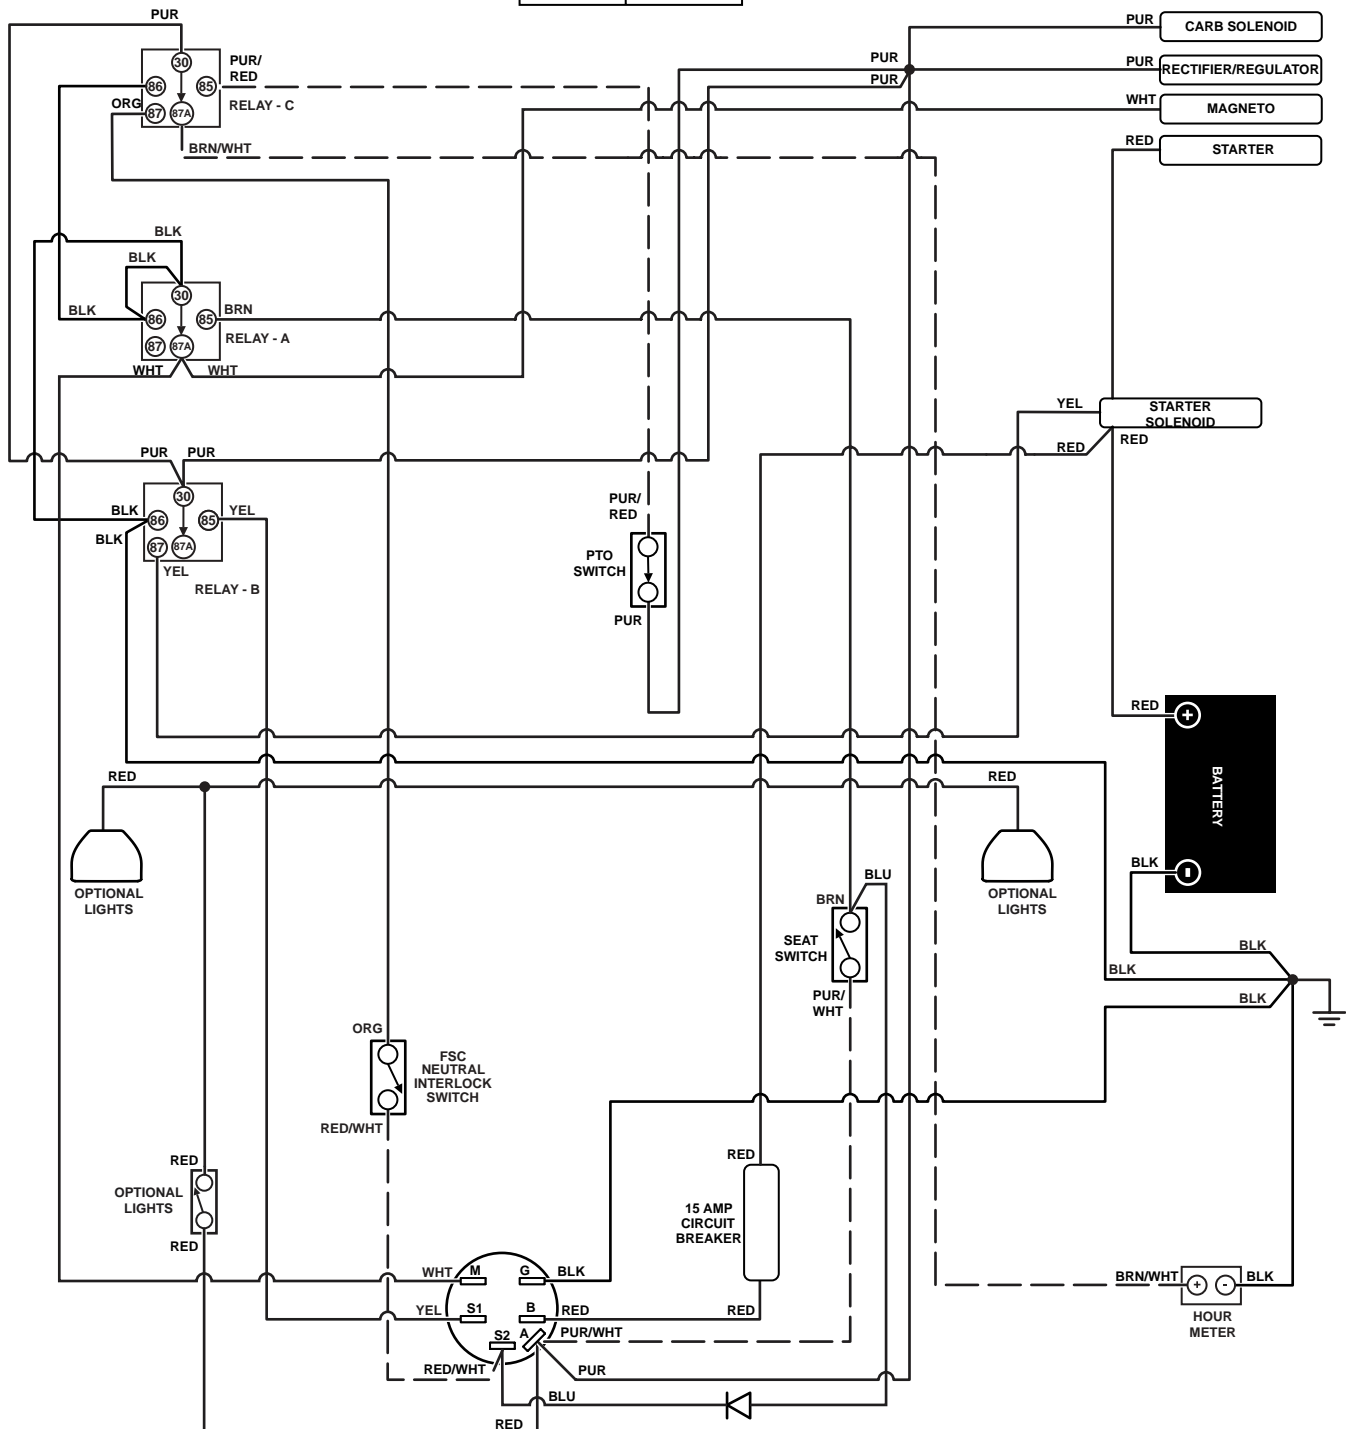 PUR
PUR
CARB SOLENOID
30
PUR/
RED
PUR
PUR
RECTIFIER/REGULATOR
86
85
PUR
ORG
RELAY - C
WHT
MAGNETO
87
87A
BRN/WHT
RED
STARTER
BLK
BLK
30
BLK
86
85
BRN
RELAY - A
87
87A
WHT
WHT
YEL
STARTER
SOLENOID
RED
RED
PUR
PUR
30
BLK
86
85
YEL
BLK
87
87A
YEL
RELAY - B
PUR/
RED
PTO
SWITCH
PUR
RED
+
BATTERY
BLK
-
RED
RED
OPTIONAL
LIGHTS
OPTIONAL
LIGHTS
BLU
BRN
SEAT
SWITCH
PUR/
WHT
BLK
BLK
BLK
ORG
FSC
NEUTRAL
INTERLOCK
SWITCH
RED/WHT
RED
OPTIONAL
LIGHTS
RED
RED
15 AMP
CIRCUIT
BREAKER
RED
WHT
M
G
BLK
YEL
S1
B
RED
S2
A
PUR/WHT
RED/WHT
PUR
BLU
RED
BRN/WHT
+
-
BLK
HOUR
METER